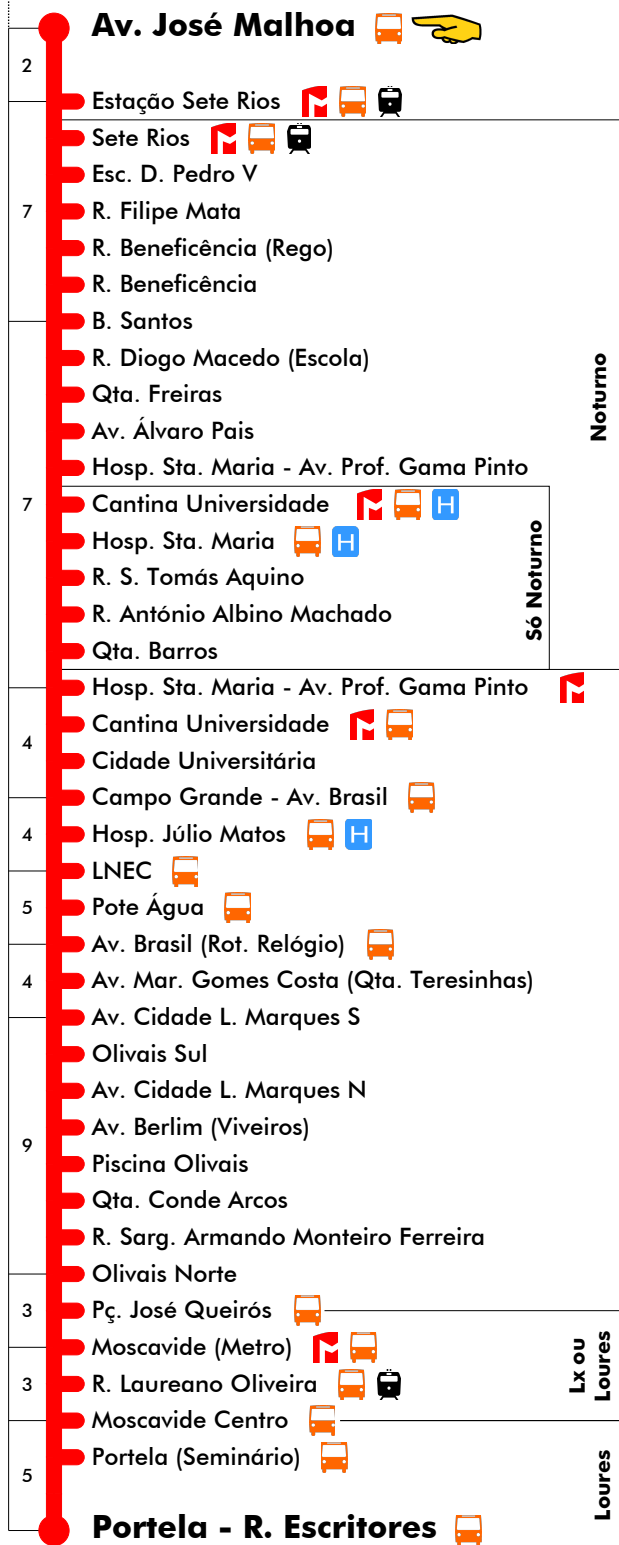 Av. José Malhoa
2
Estação Sete Rios
Sete Rios
Esc. D. Pedro V
7
R. Filipe Mata
R. Beneficência (Rego)
R. Beneficência
B. Santos
R. Diogo Macedo (Escola)
Noturno
Qta. Freiras
Av. Álvaro Pais
Hosp. Sta. Maria - Av. Prof. Gama Pinto
7
Cantina Universidade
H
Hosp. Sta. Maria
H
R. S. Tomás Aquino
Só Noturno
R. António Albino Machado
Qta. Barros
Hosp. Sta. Maria - Av. Prof. Gama Pinto
Cantina Universidade
4
Cidade Universitária
Campo Grande - Av. Brasil
4
Hosp. Júlio Matos
H
LNEC
5
Pote Água
Av. Brasil (Rot. Relógio)
4
Av. Mar. Gomes Costa (Qta. Teresinhas)
Av. Cidade L. Marques S
Olivais Sul
Av. Cidade L. Marques N
Av. Berlim (Viveiros)
9
Piscina Olivais
Qta. Conde Arcos
R. Sarg. Armando Monteiro Ferreira
Olivais Norte
3
Pç. José Queirós
Moscavide (Metro)
Lx ou
Loures
3
R. Laureano Oliveira
Moscavide Centro
Portela (Seminário)
5
Loures
Portela - R. Escritores